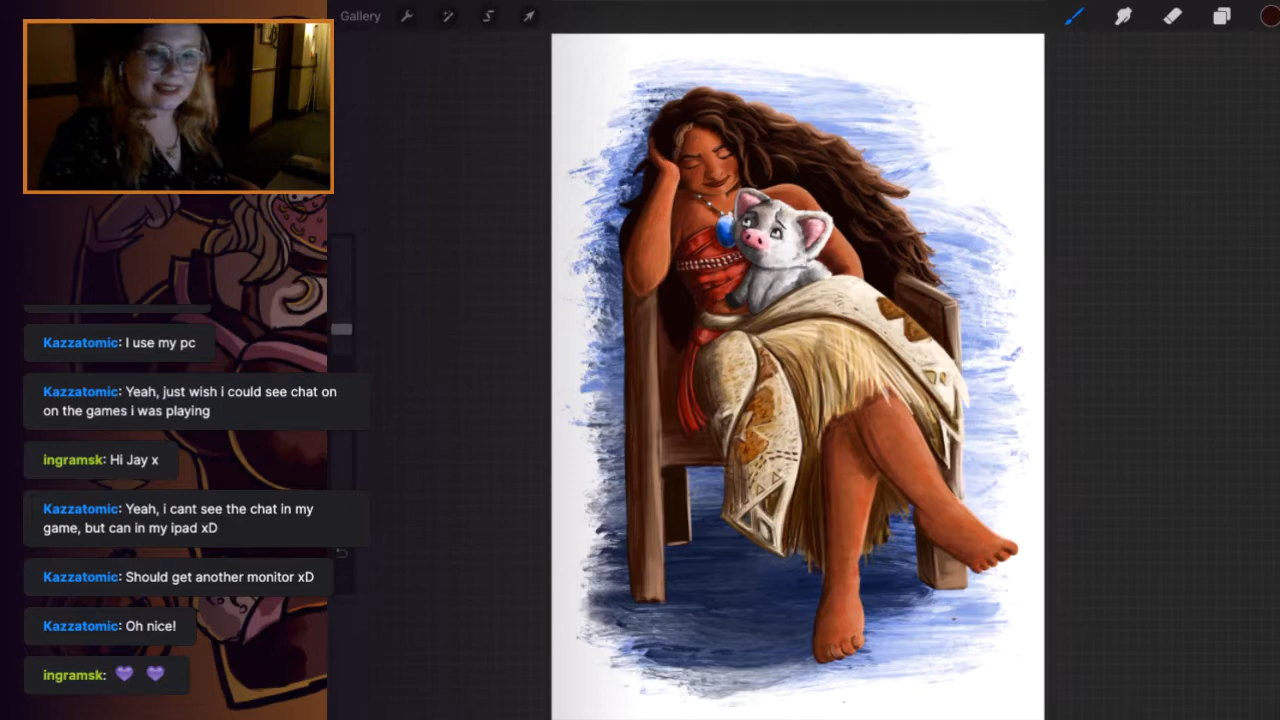 Gallery
Kazzatomic: I use my pc
Kazzatomic: Yeah, just wish i could see chat on
on the games i was playing
ingramsk: Hi Jay x
Kazzatomic: Yeah, i cant see the chat in my
game, but can in my ipad xD
Kazzatomic: Should get another monitor xD
Kazzatomic: Oh nice!
ingramsk: 💜 💜